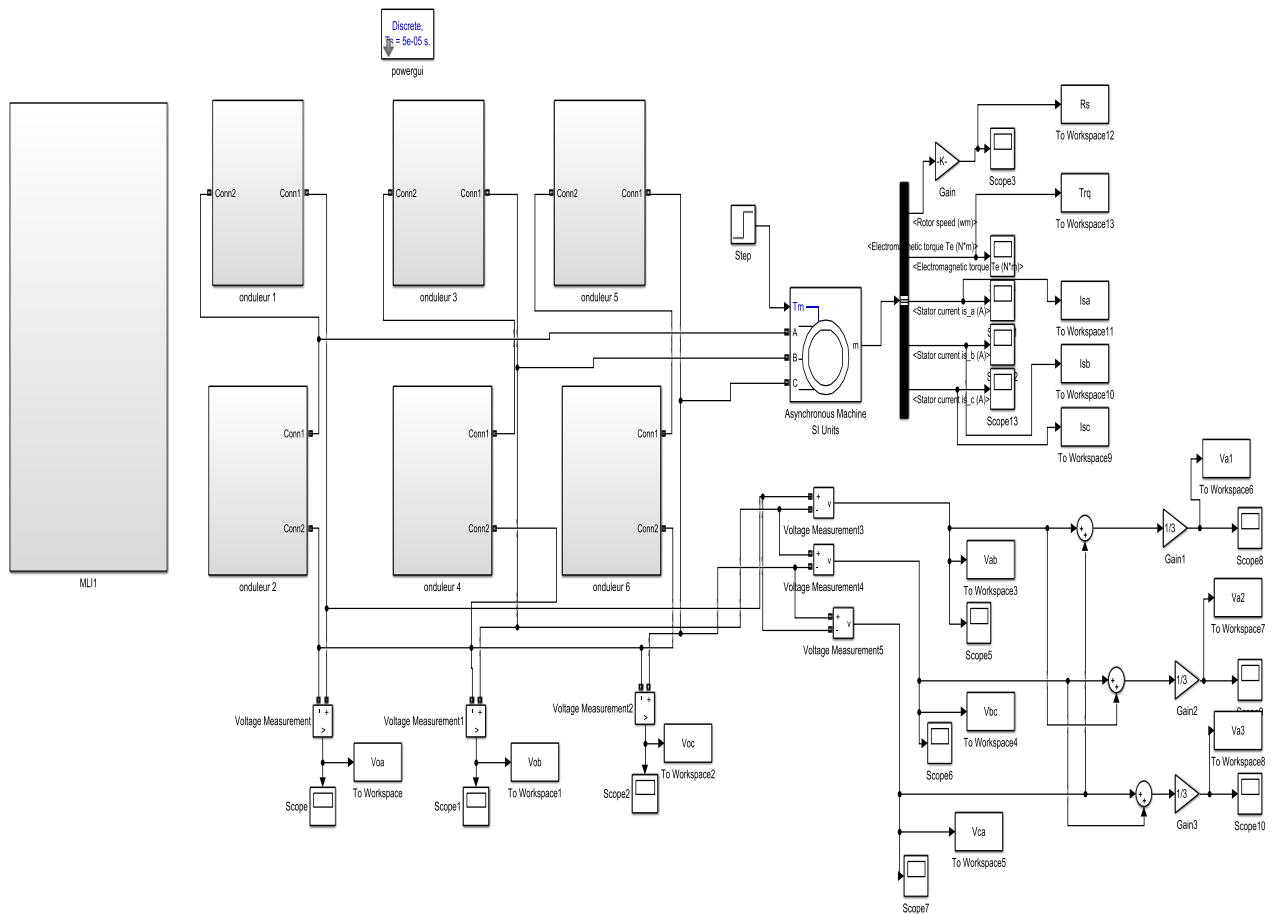 Discrete,
Ts = 5e-05 s.
powergui
MLI1
Conn2
Conn1
onduleur 1
Conn2
Conn1
onduleur 3
Conn2
Conn1
onduleur 5
Conn1
Conn2
onduleur 2
Conn1
Conn2
onduleur 4
Conn1
Conn2
onduleur 6
Step
Tm
A
B
C
m
Asynchronous Machine
SI Units
-K-
Gain
Scope3
Rs
To Workspace12
Trq
To Workspace13
<Rotor speed (wm)>
<Electromagnetic torque Te (N*m)>
<Electromagnetic torque Te (N*m)>
<Stator current is_a (A)>
<Stator current is_b (A)>
<Stator current is_c (A)>
Scope13
Isa
To Workspace11
Isb
To Workspace10
Isc
To Workspace9
+
-
v
Voltage Measurement3
+
-
v
Voltage Measurement4
+
-
v
Voltage Measurement5
Vab
To Workspace3
Scope5
Vbc
To Workspace4
Scope6
Vca
To Workspace5
Scope7
+
+
1/3
Gain1
Va1
To Workspace6
Scope8
+
+
1/3
Gain2
Va2
To Workspace7
+
+
1/3
Gain3
Va3
To Workspace8
Scope10
Voltage Measurement
- +
v
Voa
To Workspace
Scope
Voltage Measurement1
- +
v
Vob
To Workspace1
Scope1
Voltage Measurement2
- +
v
Voc
To Workspace2
Scope2